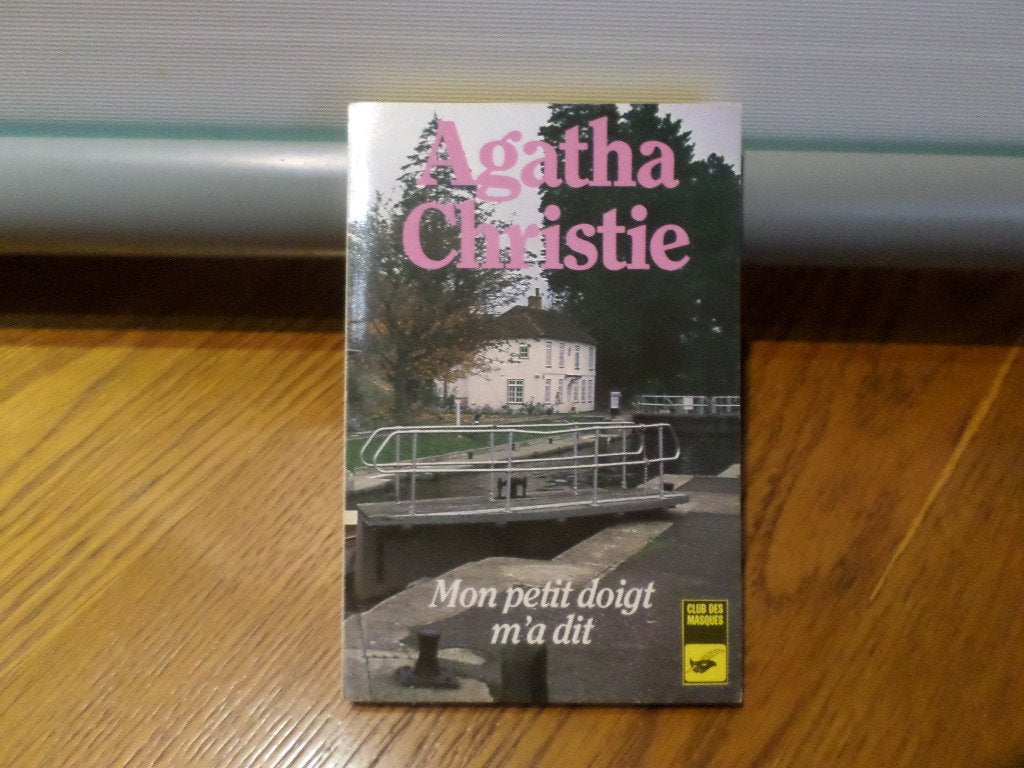 Agatha
Christie
Mon petit doigt
m'a dit
CLUB DES
MASQUES